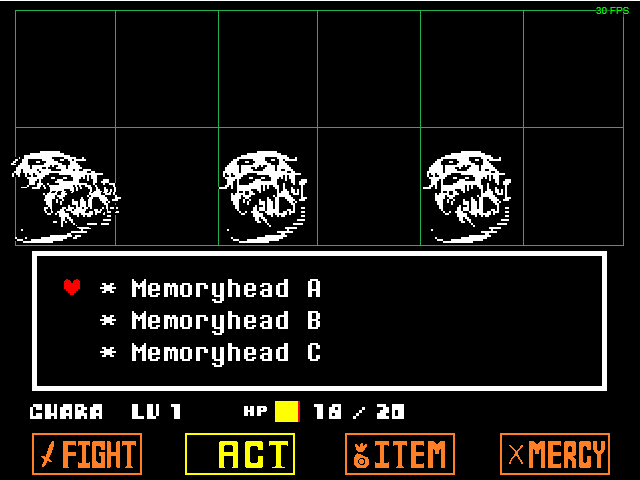 30 FPS
* Memoryhead A
* Memoryhead B
* Memoryhead C
CHARA LV 1 HP 18 / 20
FIGHT ACT ITEM MERCY